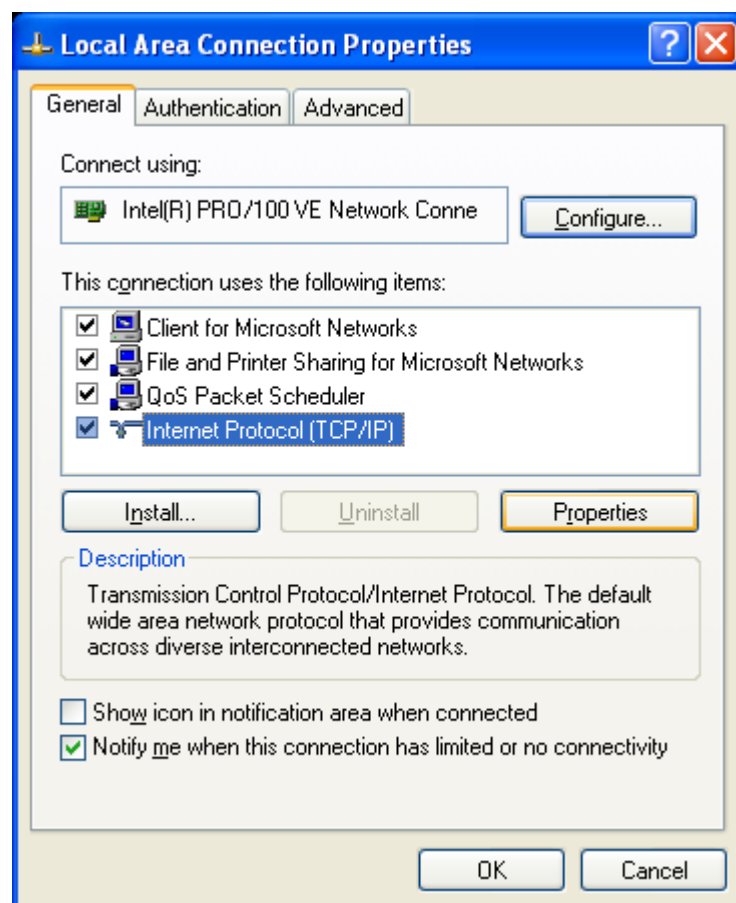 Local Area Connection Properties
General Authentication Advanced
Connect using:
Intel(R) PRO/100 VE Network Conne
Configure...
This connection uses the following items:
Client for Microsoft Networks
File and Printer Sharing for Microsoft Networks
QoS Packet Scheduler
Internet Protocol (TCP/IP)
Install... Uninstall Properties
Description
Transmission Control Protocol/Internet Protocol. The default
wide area network protocol that provides communication
across diverse interconnected networks.
Show icon in notification area when connected
Notify me when this connection has limited or no connectivity
OK Cancel